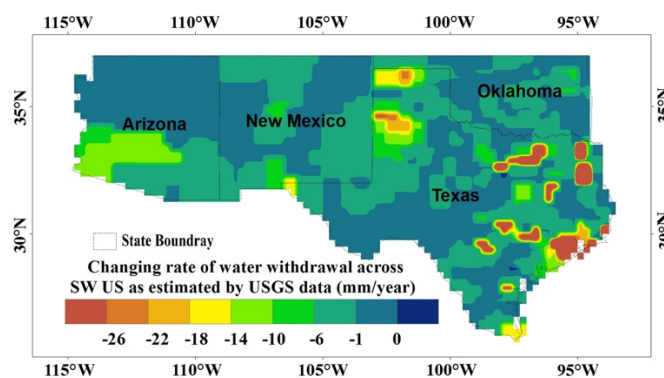 115°W 110°W 105°W 100°W 95°W
35°N 35°N
Oklahoma
Arizona New Mexico
Texas
30°N 30°N
State Boundray
Changing rate of water withdrawal across
SW US as estimated by USGS data (mm/year)
-26 -22 -18 -14 -10 -6 -1 0
115°W 110°W 105°W 100°W 95°W